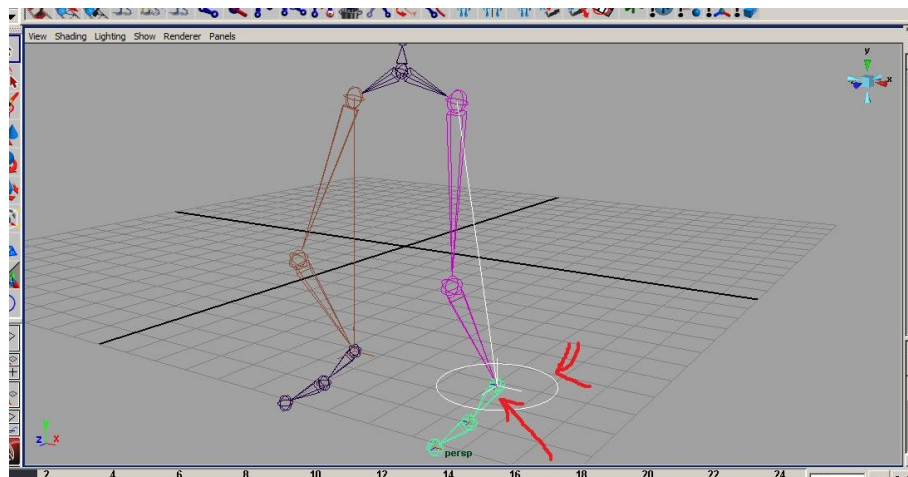 View Shading Lighting Show Renderer Panels
y
x
y
z x
persp
2 4 6 8 10 12 14 16 18 20 22 24